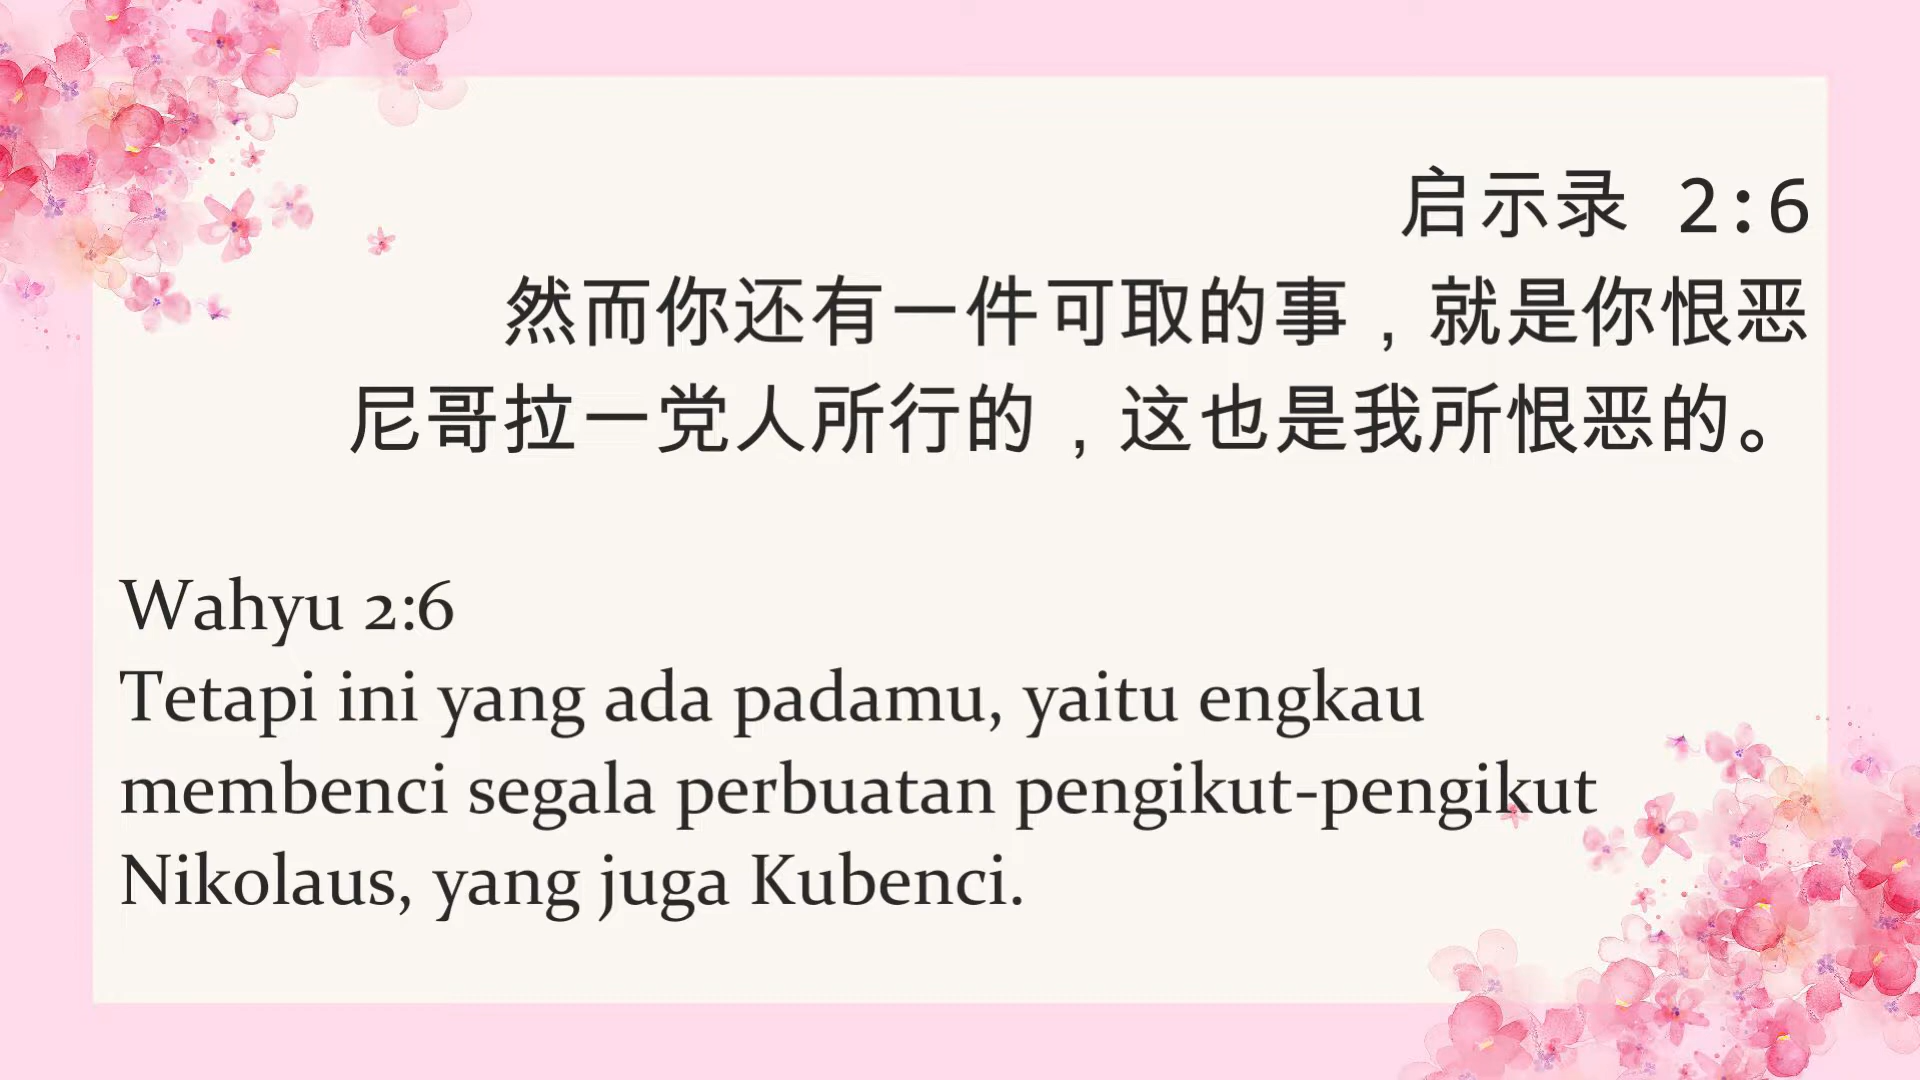 启示录 2:6
然而你还有一件可取的事，就是你恨恶
尼哥拉一党人所行的，这也是我所恨恶的。
Wahyu 2:6
Tetapi ini yang ada padamu, yaitu engkau
membenci segala perbuatan pengikut-pengikut
Nikolaus, yang juga Kubenci.